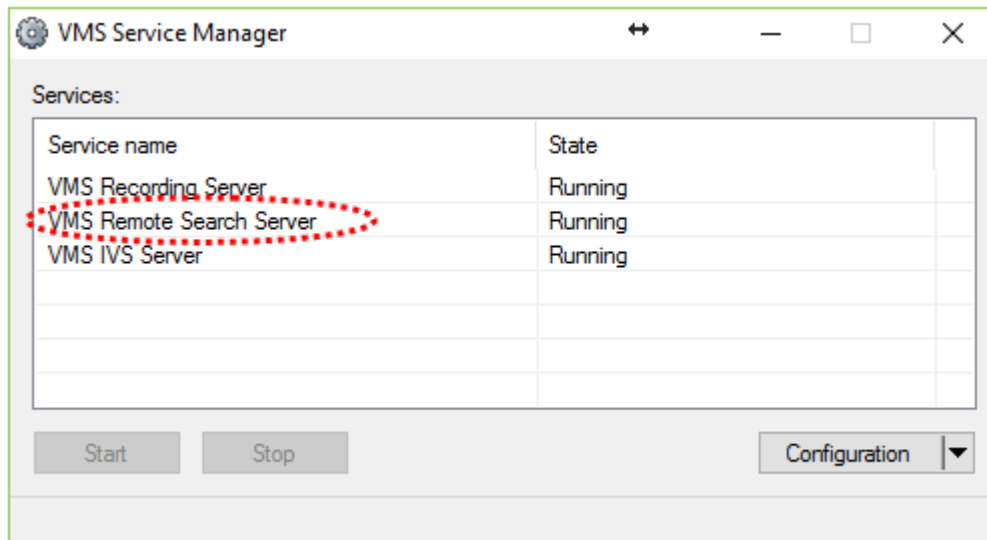 VMS Service Manager
Services:
Service name State
VMS Recording Server Running
VMS Remote Search Server Running
VMS IVS Server Running
Start Stop Configuration